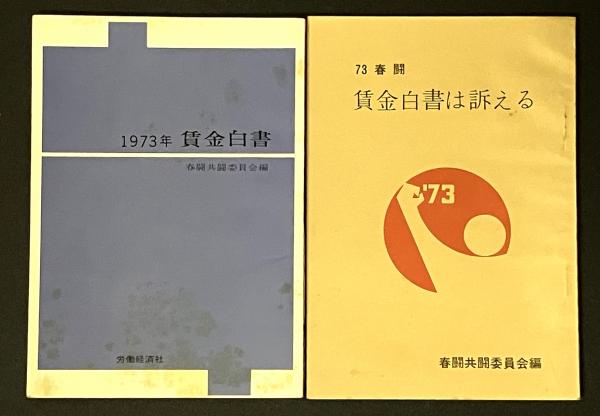 1973年 賃金白書
春闘共闘委員会編
労働経済社
73 春 闘
賃金白書は訴える
'73
春闘共闘委員会編